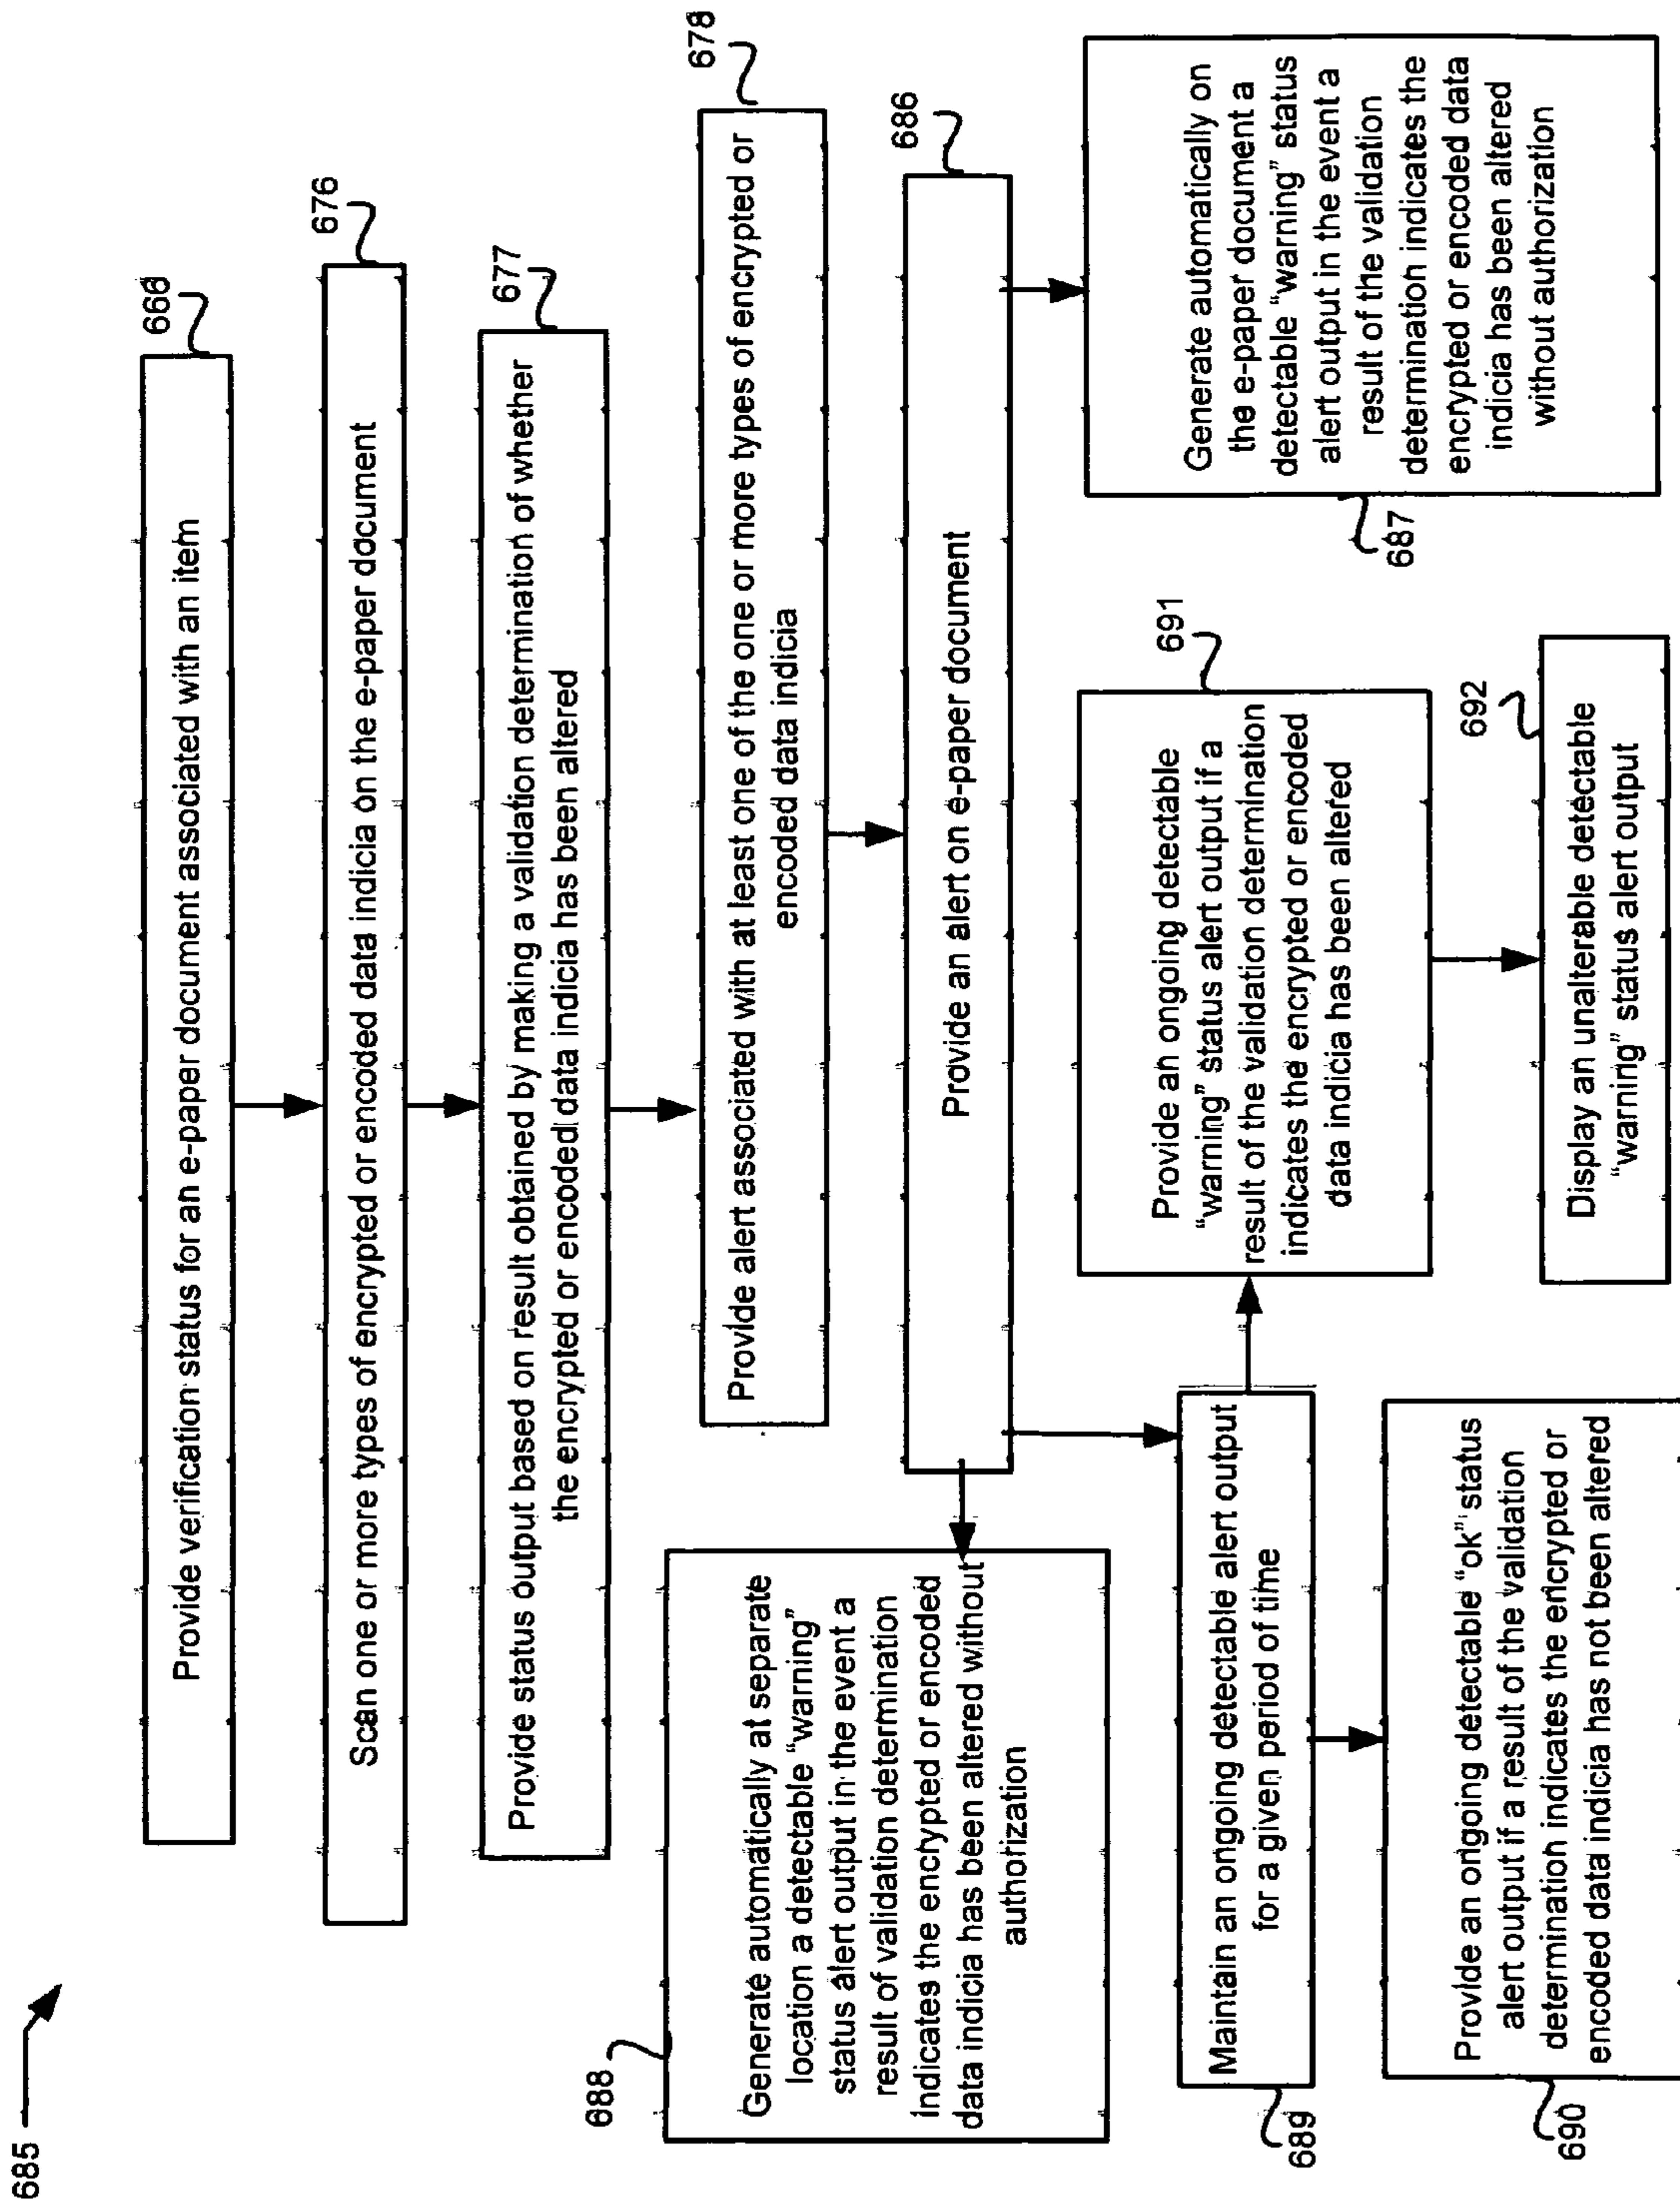 685
666
Provide verification status for an e-paper document associated with an item
676
Scan one or more types of encrypted or encoded data indicia on the e-paper document
677
Provide status output based on result obtained by making a validation determination of whether
the encrypted or encoded data indicia has been altered
678
Provide alert associated with at least one of the one or more types of encrypted or
encoded data indicia
686
Provide an alert on e-paper document
688
Generate automatically at separate
location a detectable “warning”
status alert output in the event a
result of validation determination
indicates the encrypted or encoded
data indicia has been altered without
authorization
687
Generate automatically on
the e-paper document a
detectable “warning” status
alert output in the event a
result of the validation
determination indicates the
encrypted or encoded data
indicia has been altered
without authorization
689
Maintain an ongoing detectable alert output
for a given period of time
691
Provide an ongoing detectable
“warning” status alert output if a
result of the validation determination
indicates the encrypted or encoded
data indicia has been altered
690
Provide an ongoing detectable “ok” status
alert output if a result of the validation
determination indicates the encrypted or
encoded data indicia has not been altered
692
Display an unalterable detectable
“warning” status alert output